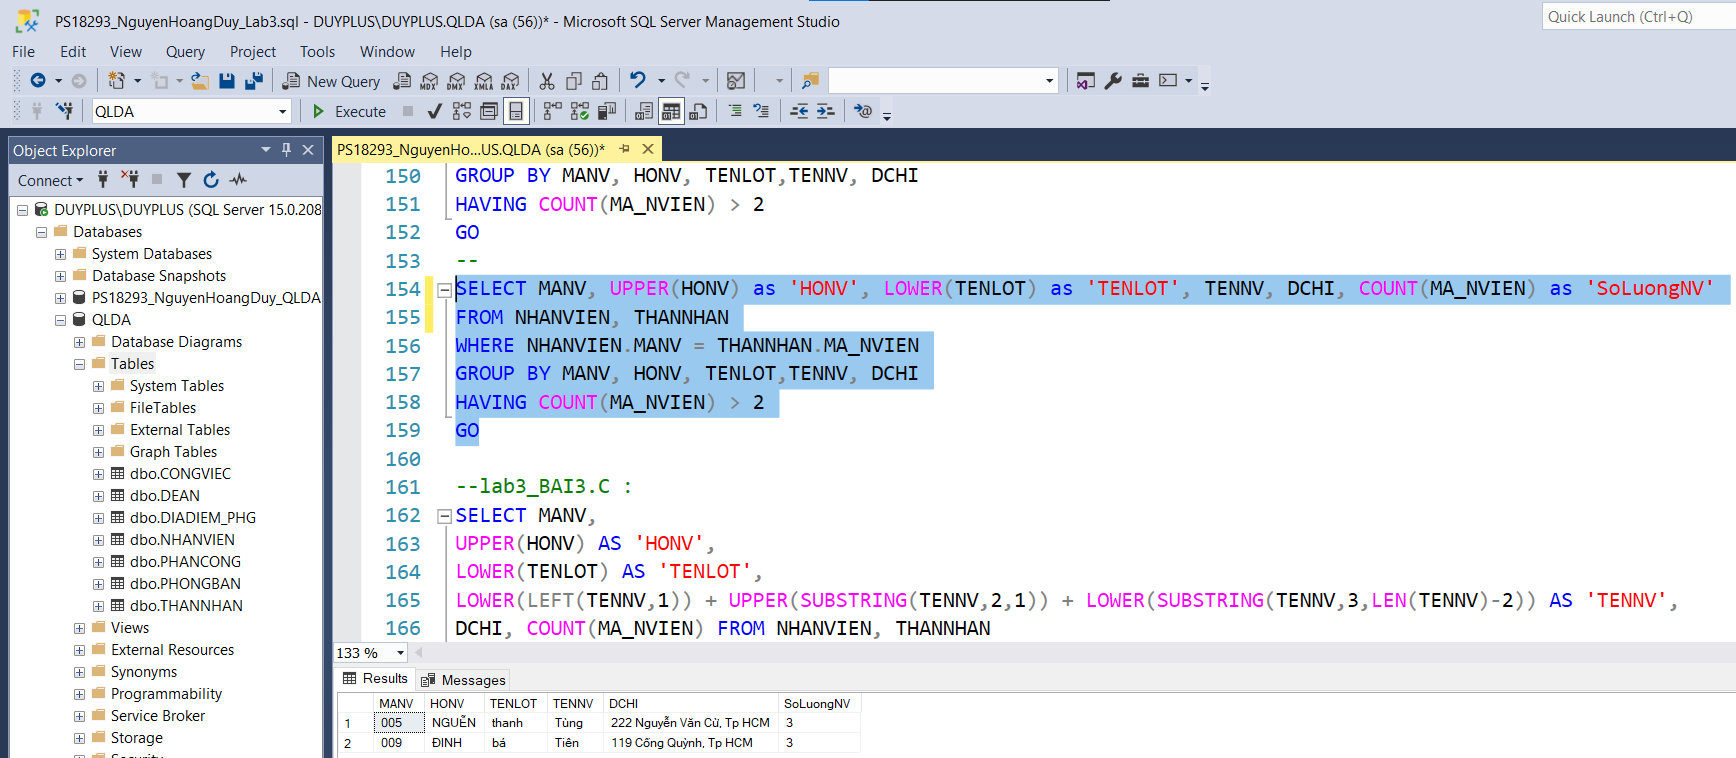 PS18293_NguyenHoangDuy_Lab3.sql - DUYPLUS\DUYPLUS.QLDA (sa (56))* - Microsoft SQL Server Management Studio
Quick Launch (Ctrl+Q)
File Edit View Query Project Tools Window Help
New Query MDX DMX XMLA DAX
QLDA Execute
Object Explorer
Connect
DUYPLUS\DUYPLUS (SQL Server 15.0.208
Databases
System Databases
Database Snapshots
PS18293_NguyenHoangDuy_QLDA
QLDA
Database Diagrams
Tables
System Tables
FileTables
External Tables
Graph Tables
dbo.CONGVIEC
dbo.DEAN
dbo.DIADIEM_PHG
dbo.NHANVIEN
dbo.PHANCONG
dbo.PHONGBAN
dbo.THANNHAN
Views
External Resources
Synonyms
Programmability
Service Broker
Storage
Security
PS18293_NguyenHo...US.QLDA (sa (56))*
150 GROUP BY MANV, HONV, TENLOT,TENNV, DCHI
151 HAVING COUNT(MA_NVIEN) > 2
152 GO
153 --
154 SELECT MANV, UPPER(HONV) as 'HONV', LOWER(TENLOT) as 'TENLOT', TENNV, DCHI, COUNT(MA_NVIEN) as 'SoLuongNV'
155 FROM NHANVIEN, THANNHAN
156 WHERE NHANVIEN.MANV = THANNHAN.MA_NVIEN
157 GROUP BY MANV, HONV, TENLOT,TENNV, DCHI
158 HAVING COUNT(MA_NVIEN) > 2
159 GO
160
161 --lab3_BAI3.C :
162 SELECT MANV,
163 UPPER(HONV) AS 'HONV',
164 LOWER(TENLOT) AS 'TENLOT',
165 LOWER(LEFT(TENNV,1)) + UPPER(SUBSTRING(TENNV,2,1)) + LOWER(SUBSTRING(TENNV,3,LEN(TENNV)-2)) AS 'TENNV',
166 DCHI, COUNT(MA_NVIEN) FROM NHANVIEN, THANNHAN
133 %
Results Messages
MANV HONV TENLOT TENNV DCHI SoLuongNV
1 005 NGUỄN thanh Tùng 222 Nguyễn Văn Cừ, Tp HCM 3
2 009 ĐINH bá Tiên 119 Cống Quỳnh, Tp HCM 3